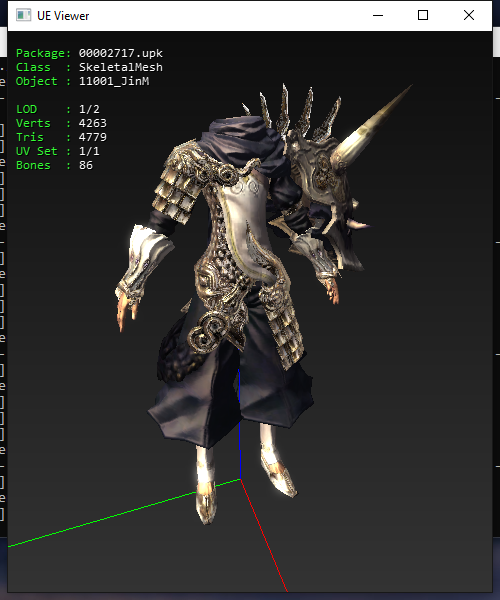 UE Viewer
Package: 00002717.upk
Class : SkeletalMesh
Object : 11001_JinM
LOD : 1/2
Verts : 4263
Tris : 4779
UV Set : 1/1
Bones : 86